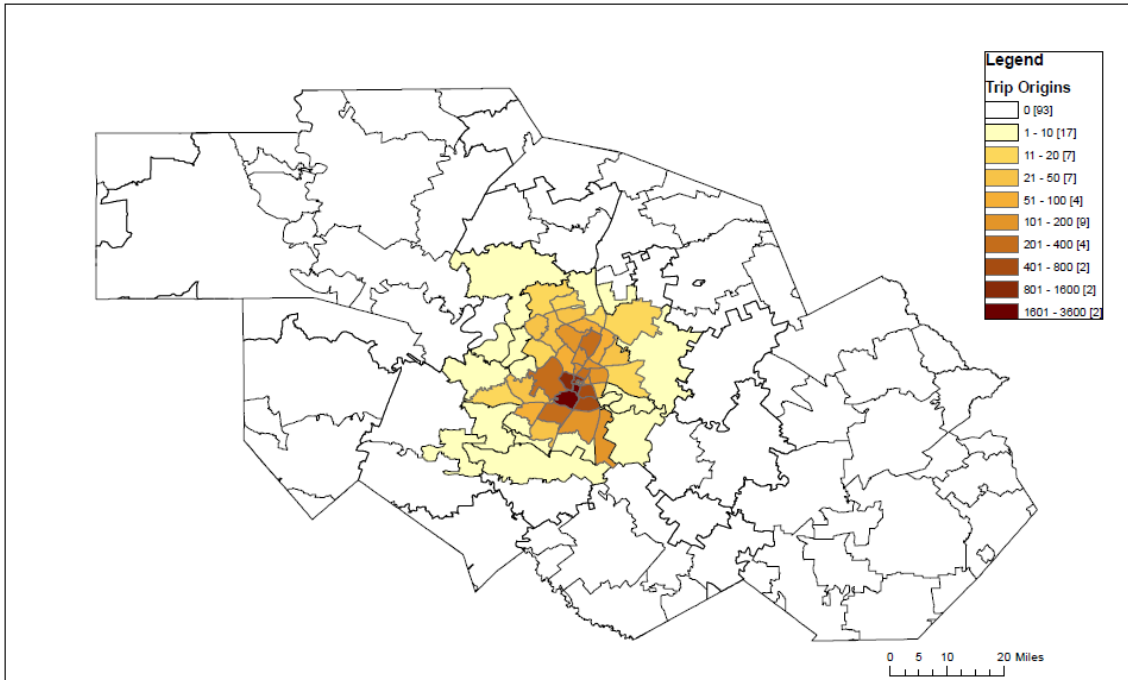 Legend
Trip Origins
0 [93]
1 - 10 [17]
11 - 20 [7]
21 - 50 [7]
51 - 100 [4]
101 - 200 [9]
201 - 400 [4]
401 - 800 [2]
801 - 1600 [2]
1601 - 3600 [2]
0 5 10 20 Miles